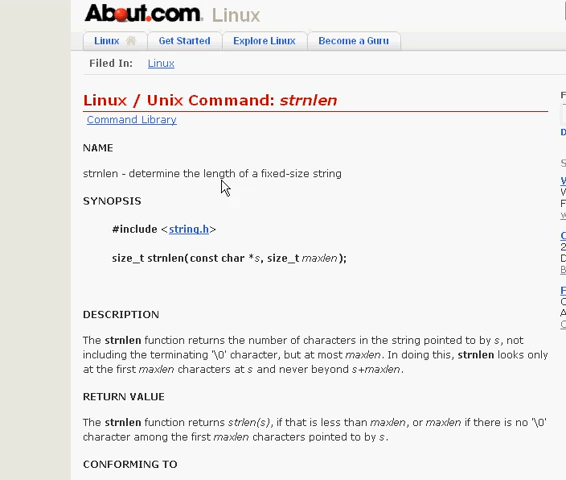 About.com. Linux
Linux Get Started Explore Linux Become a Guru
Filed In: Linux
Linux / Unix Command: strnlen
Command Library
NAME
strnlen - determine the length of a fixed-size string
SYNOPSIS
#include <string.h>
size_t strnlen(const char *s, size_t maxlen);
DESCRIPTION
The strnlen function returns the number of characters in the string pointed to by s, not
including the terminating '\0' character, but at most maxlen. In doing this, strnlen looks only
at the first maxlen characters at s and never beyond s+maxlen.
RETURN VALUE
The strnlen function returns strlen(s), if that is less than maxlen, or maxlen if there is no '\0'
character among the first maxlen characters pointed to by s.
CONFORMING TO